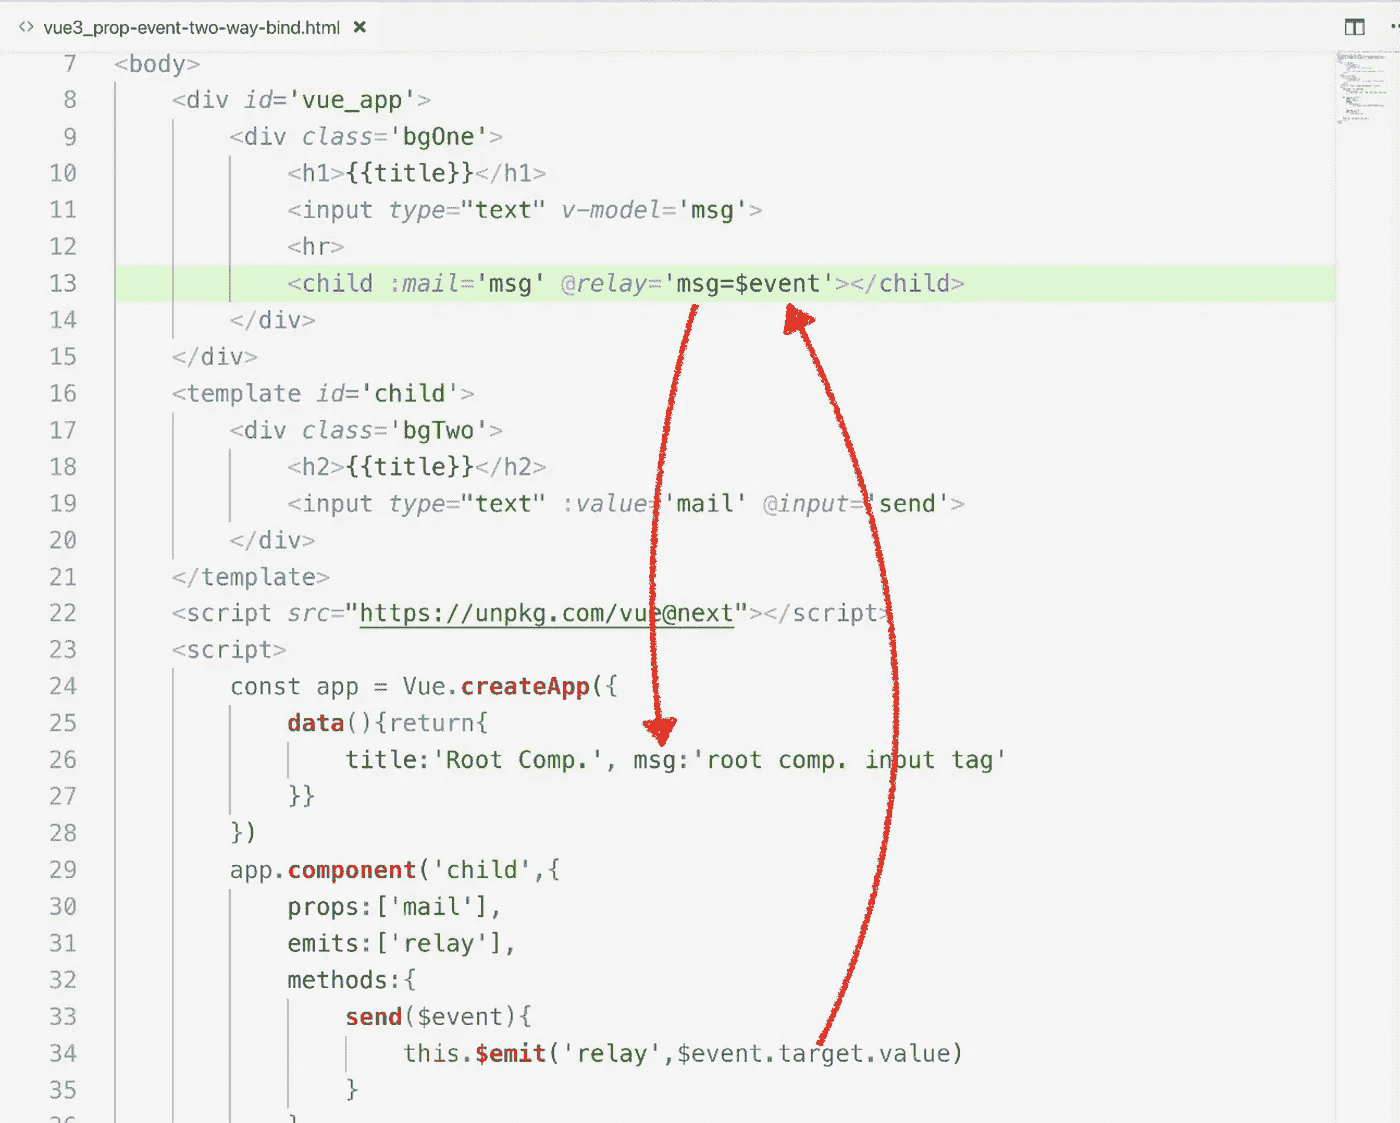 vue3_prop-event-two-way-bind.html
7 <body>
8 <div id='vue_app'>
9 <div class='bgOne'>
10 <h1>{{title}}</h1>
11 <input type="text" v-model='msg'>
12 <hr>
13 <child :mail='msg' @relay='msg=$event'></child>
14 </div>
15 </div>
16 <template id='child'>
17 <div class='bgTwo'>
18 <h2>{{title}}</h2>
19 <input type="text" :value='mail' @input='send'>
20 </div>
21 </template>
22 <script src="https://unpkg.com/vue@next"></script>
23 <script>
24 const app = Vue.createApp({
25 data(){return{
26 title:'Root Comp.', msg:'root comp. input tag'
27 }}
28 })
29 app.component('child',{
30 props:['mail'],
31 emits:['relay'],
32 methods:{
33 send($event){
34 this.$emit('relay',$event.target.value)
35 }